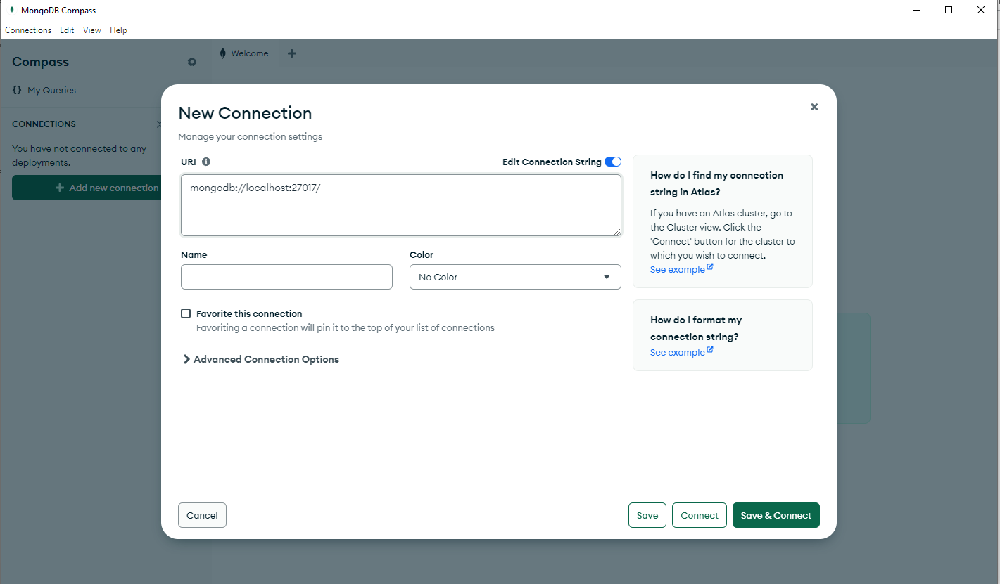 MongoDB Compass
Connections Edit View Help
Compass
Welcome
My Queries
CONNECTIONS
You have not connected to any
deployments.
Add new connection
New Connection
Manage your connection settings
URI
Edit Connection String
mongodb://localhost:27017/
Name
Color
No Color
Favorite this connection
Favoriting a connection will pin it to the top of your list of connections
Advanced Connection Options
How do I find my connection
string in Atlas?
If you have an Atlas cluster, go to
the Cluster view. Click the
'Connect' button for the cluster to
which you wish to connect.
See example
How do I format my
connection string?
See example
Cancel
Save
Connect
Save & Connect